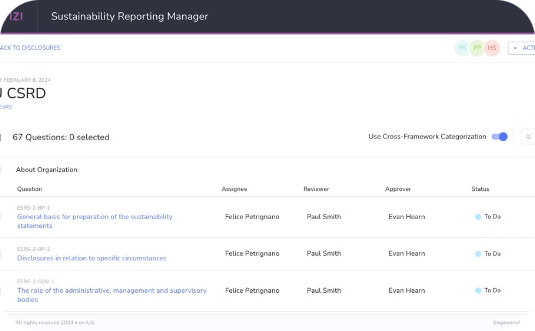 IZI Sustainability Reporting Manager
ACK TO DISCLOSURES PS PP HS ACTI
Y FEBRUARY 8, 2024
J CSRD
ESRS
67 Questions: 0 selected Use Cross-Framework Categorization
About Organization
Question Assignee Reviewer Approver Status
ESRS-2-BP-1
General basis for preparation of the sustainability
statements
Felice Petrignano Paul Smith Evan Hearn To Do
ESRS-2-BP-2
Disclosures in relation to specific circumstances
Felice Petrignano Paul Smith Evan Hearn To Do
ESRS-2-GOV-1
The role of the administrative, management and supervisory
bodies
Felice Petrignano Paul Smith Evan Hearn To Do
All rights reserved 2024 • en-US